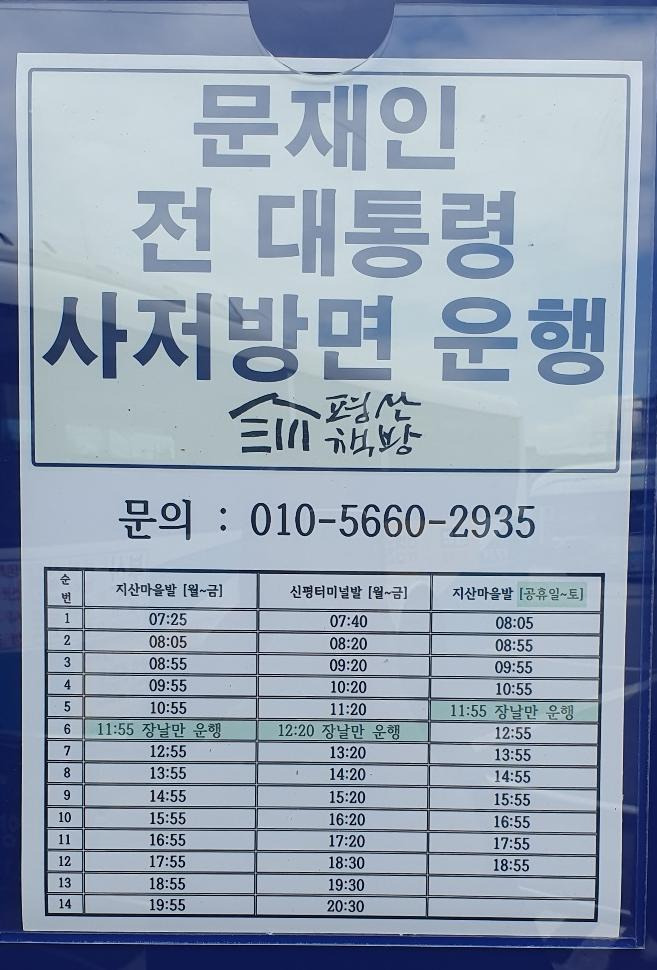 문재인
전 대통령
사저방면 운행
평산
책방
문의 : 010-5660-2935
순번 지산마을발 [월~금] 신평터미널발 [월~금] 지산마을발 [공휴일~토]
1 07:25 07:40 08:05
2 08:05 08:20 08:55
3 08:55 09:20 09:55
4 09:55 10:20 10:55
5 10:55 11:20 11:55 장날만 운행
6 11:55 장날만 운행 12:20 장날만 운행 12:55
7 12:55 13:20 13:55
8 13:55 14:20 14:55
9 14:55 15:20 15:55
10 15:55 16:20 16:55
11 16:55 17:20 17:55
12 17:55 18:30 18:55
13 18:55 19:30
14 19:55 20:30